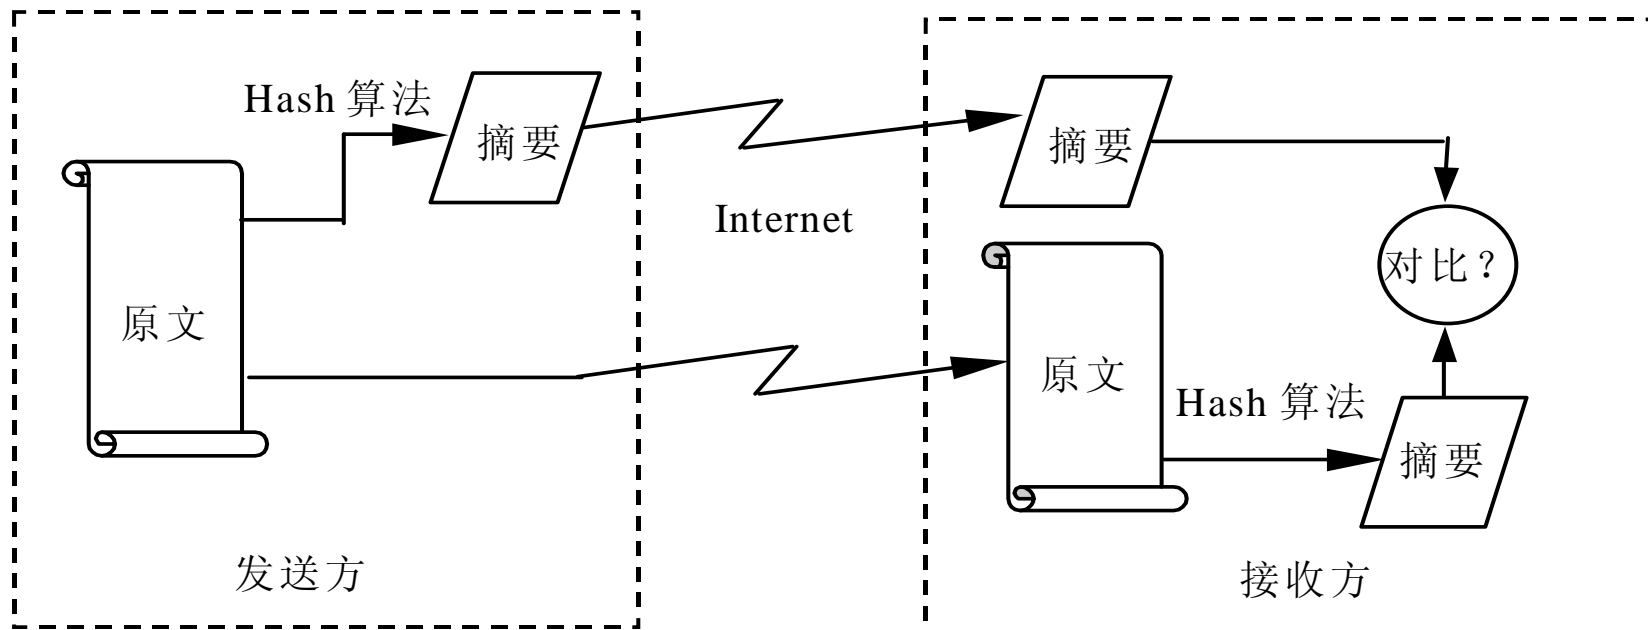 Hash 算法
摘要
摘要
Internet
对比？
原文
原文
Hash 算法
摘要
发送方
接收方